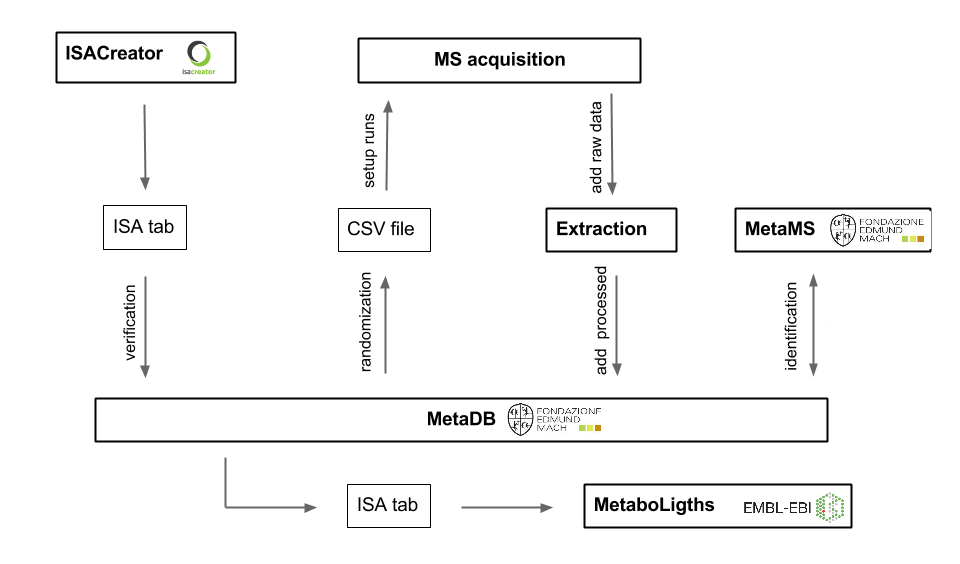 ISACreator
isacreator
MS acquisition
setup runs
add raw data
ISA tab
CSV file
Extraction
MetaMS
FONDAZIONE
EDMUND
MACH
verification
randomization
add processed
identification
MetaDB
FONDAZIONE
EDMUND
MACH
ISA tab
MetaboLigths
EMBL-EBI